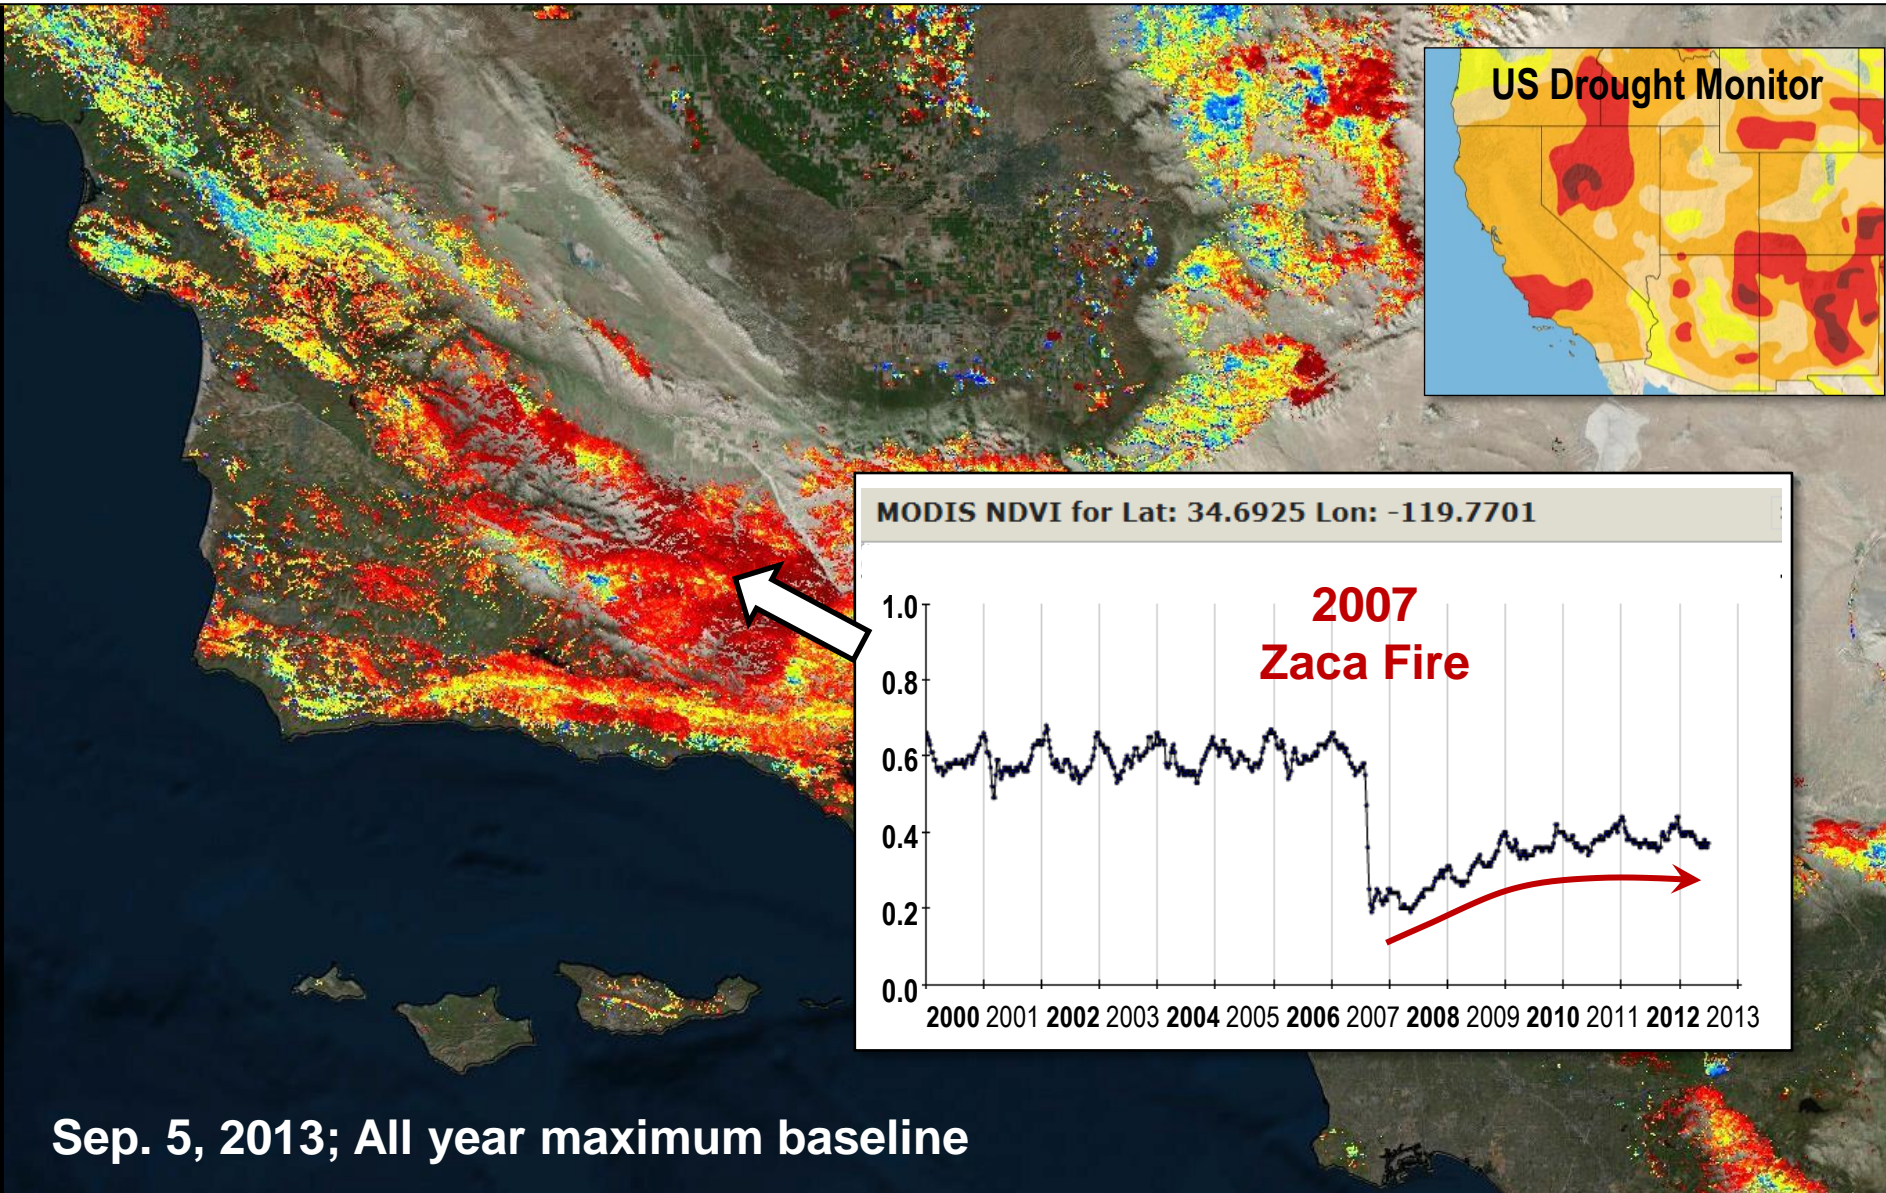 US Drought Monitor
MODIS NDVI for Lat: 34.6925 Lon: -119.7701
2007
Zaca Fire
1.0
0.8
0.6
0.4
0.2
0.0
2000 2001 2002 2003 2004 2005 2006 2007 2008 2009 2010 2011 2012 2013
Sep. 5, 2013; All year maximum baseline